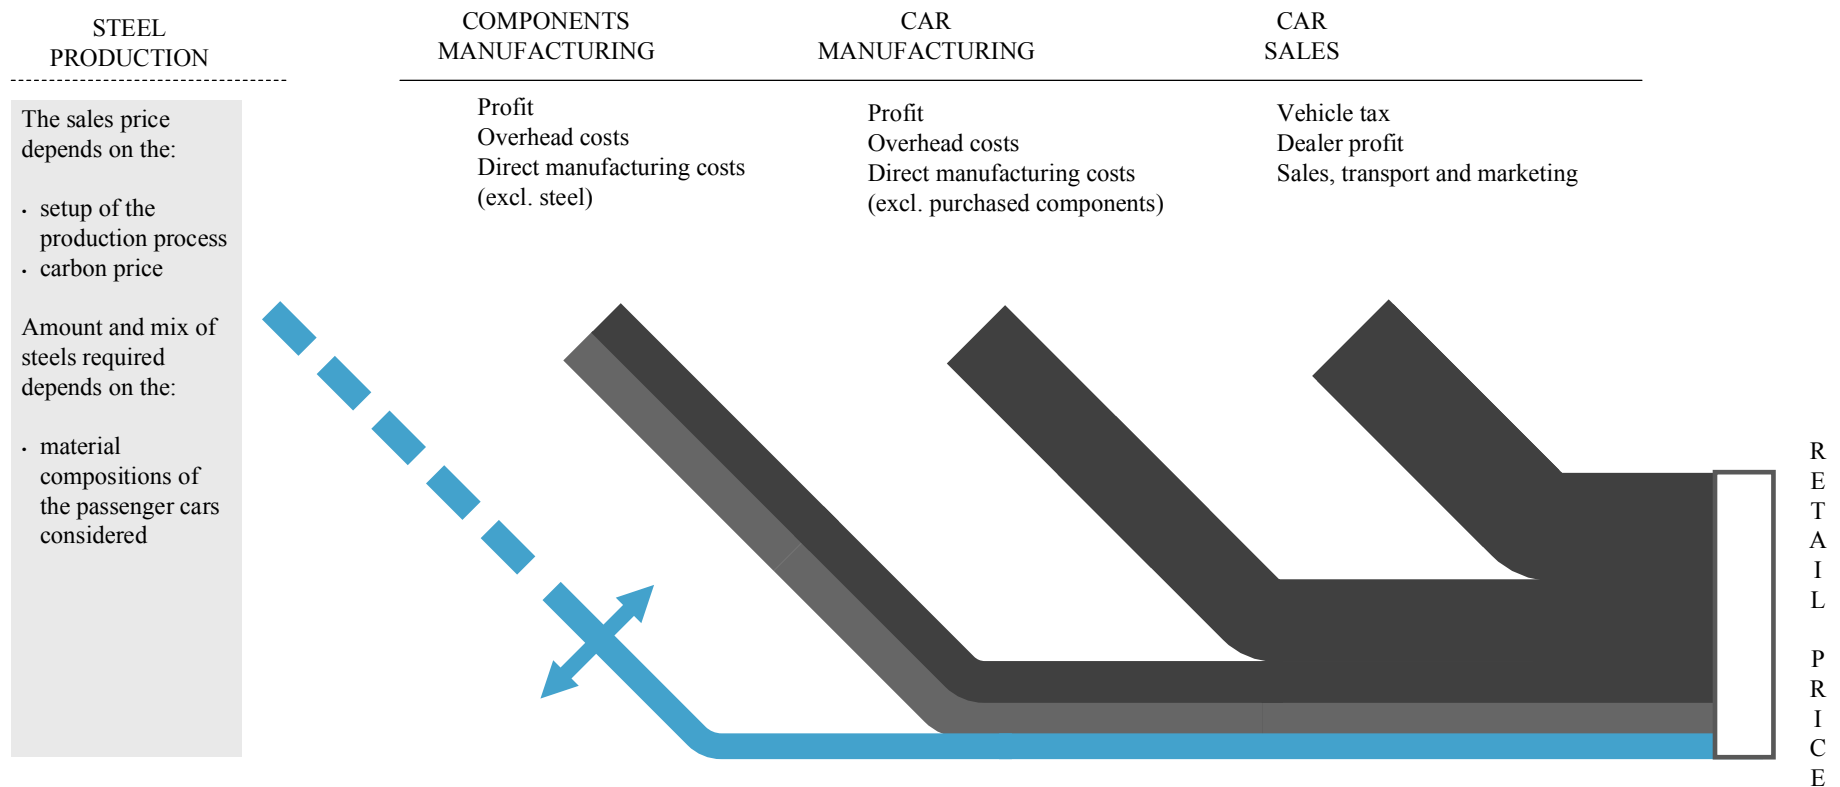 STEEL
PRODUCTION
The sales price
depends on the:
· setup of the
production process
· carbon price
Amount and mix of
steels required
depends on the:
· material
compositions of
the passenger cars
considered
COMPONENTS
MANUFACTURING
Profit
Overhead costs
Direct manufacturing costs
(excl. steel)
CAR
MANUFACTURING
Profit
Overhead costs
Direct manufacturing costs
(excl. purchased components)
CAR
SALES
Vehicle tax
Dealer profit
Sales, transport and marketing
RETAIL PRICE